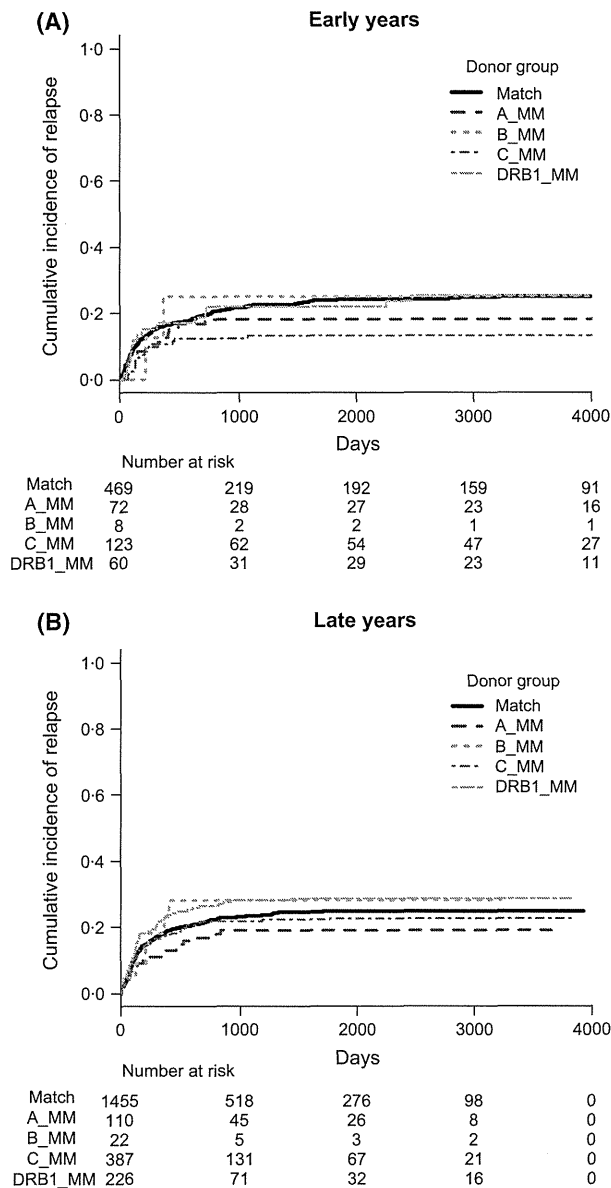 (A) Early years
Cumulative incidence of relapse
1·0
0·8
0·6
0·4
0·2
0·0
Donor group
Match
A_MM
B_MM
C_MM
DRB1_MM
0 1000 2000 3000 4000
Days
Number at risk
Match 469 219 192 159 91
A_MM 72 28 27 23 16
B_MM 8 2 2 1 1
C_MM 123 62 54 47 27
DRB1_MM 60 31 29 23 11
(B) Late years
Cumulative incidence of relapse
1·0
0·8
0·6
0·4
0·2
0·0
Donor group
Match
A_MM
B_MM
C_MM
DRB1_MM
0 1000 2000 3000 4000
Days
Number at risk
Match 1455 518 276 98 0
A_MM 110 45 26 8 0
B_MM 22 5 3 2 0
C_MM 387 131 67 21 0
DRB1_MM 226 71 32 16 0